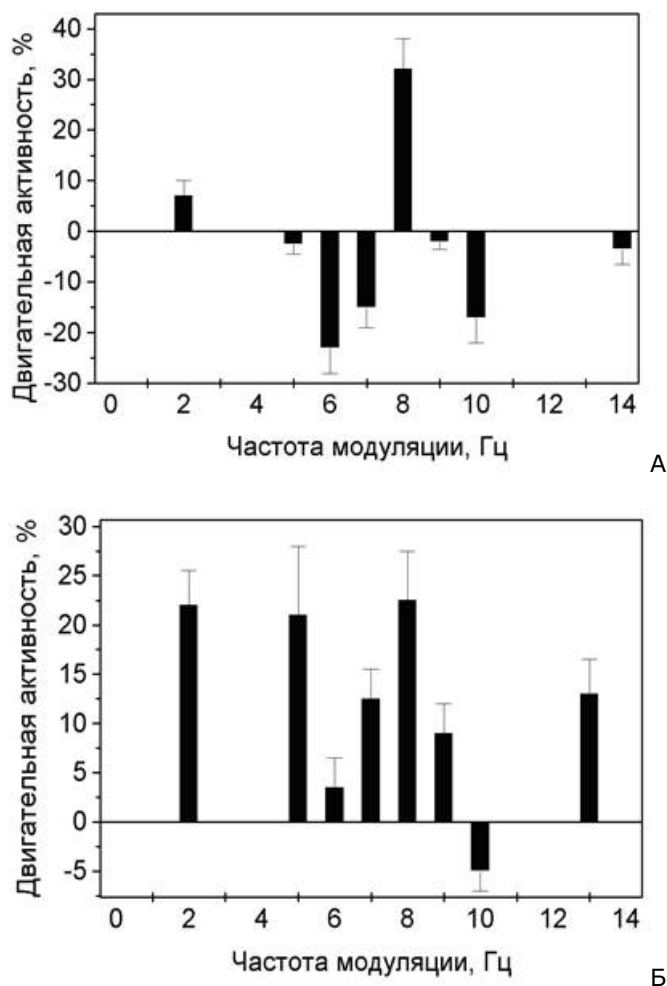 Двигательная активность, %
40
30
20
10
0
-10
-20
-30
0 2 4 6 8 10 12 14
Частота модуляции, Гц
А
Двигательная активность, %
30
25
20
15
10
5
0
-5
0 2 4 6 8 10 12 14
Частота модуляции, Гц
Б